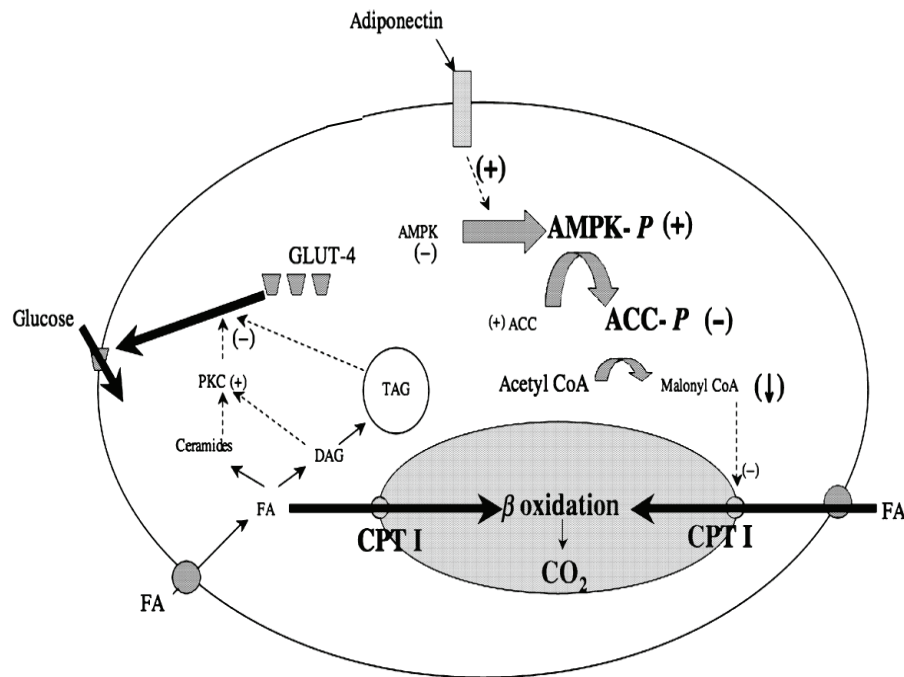 Adiponectin
(+)
AMPK
(−)
AMPK- P (+)
GLUT-4
Glucose
(+) ACC
ACC- P (−)
(−)
PKC (+)
TAG
Acetyl CoA
Malonyl CoA
(↓)
Ceramides
DAG
(−)
FA
β oxidation
FA
CPT I
CPT I
CO2
FA